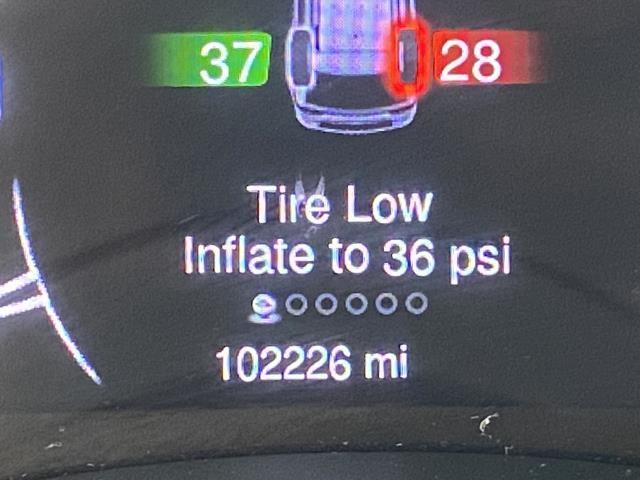 37 28
Tire Low
Inflate to 36 psi
102226 mi